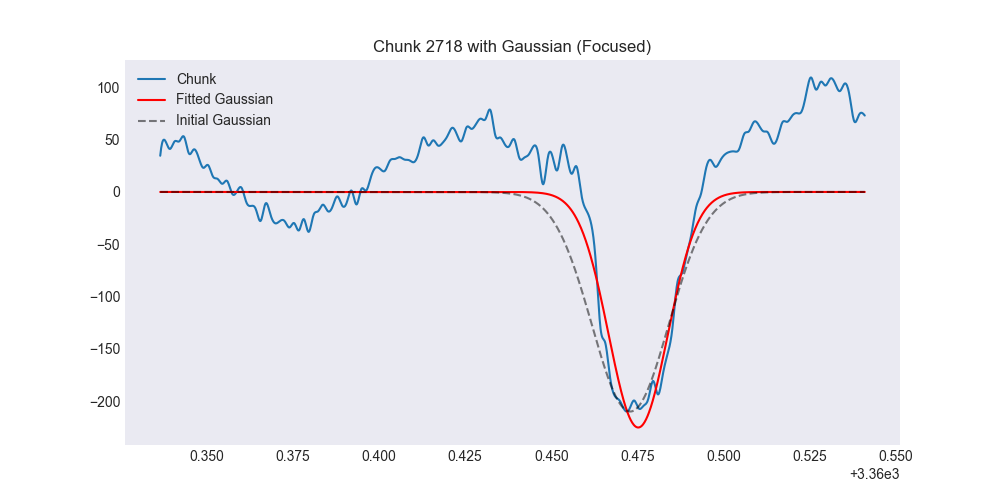 Chunk 2718 with Gaussian (Focused)
Chunk
Fitted Gaussian
Initial Gaussian
100
50
0
−50
−100
−150
−200
0.350 0.375 0.400 0.425 0.450 0.475 0.500 0.525 0.550
+3.36e3